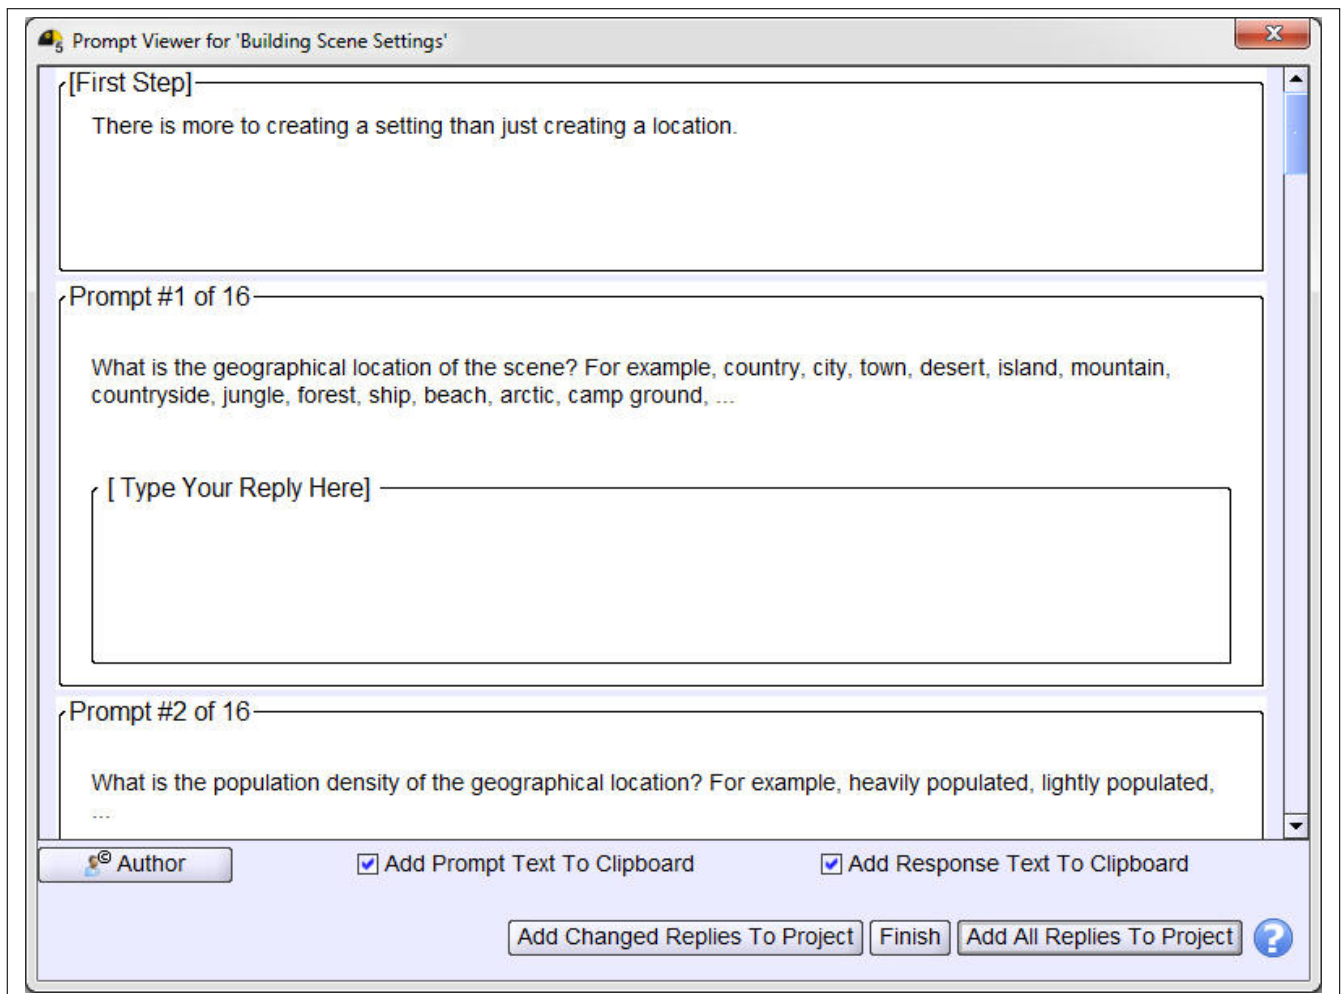 5 Prompt Viewer for 'Building Scene Settings'
x
[First Step]
There is more to creating a setting than just creating a location.
Prompt #1 of 16
What is the geographical location of the scene? For example, country, city, town, desert, island, mountain,
countryside, jungle, forest, ship, beach, arctic, camp ground, ...
[ Type Your Reply Here]
Prompt #2 of 16
What is the population density of the geographical location? For example, heavily populated, lightly populated,
...
© Author
Add Prompt Text To Clipboard
Add Response Text To Clipboard
Add Changed Replies To Project
Finish
Add All Replies To Project
?